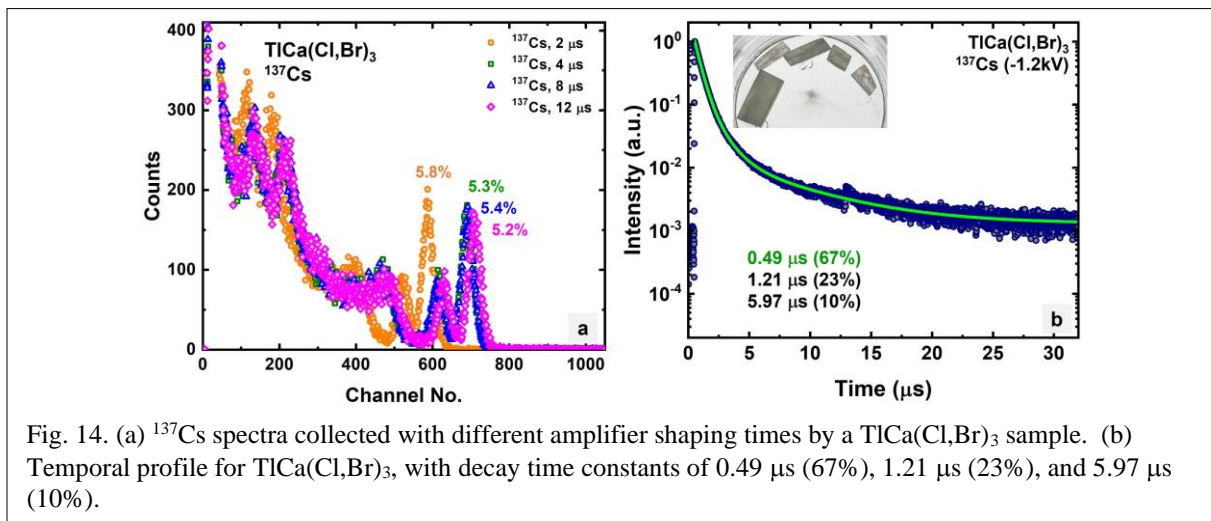 TlCa(Cl,Br)₃
¹³⁷Cs
¹³⁷Cs, 2 μs
¹³⁷Cs, 4 μs
¹³⁷Cs, 8 μs
¹³⁷Cs, 12 μs
5.8%
5.3%
5.4%
5.2%
a
Counts
400
300
200
100
0
0 200 400 600 800 1000
Channel No.
TlCa(Cl,Br)₃
¹³⁷Cs (-1.2kV)
Intensity (a.u.)
10⁰
10⁻¹
10⁻²
10⁻³
10⁻⁴
0.49 μs (67%)
1.21 μs (23%)
5.97 μs (10%)
b
0 5 10 15 20 25 30
Time (μs)
Fig. 14. (a) ¹³⁷Cs spectra collected with different amplifier shaping times by a TlCa(Cl,Br)₃ sample. (b)
Temporal profile for TlCa(Cl,Br)₃, with decay time constants of 0.49 μs (67%), 1.21 μs (23%), and 5.97 μs
(10%).